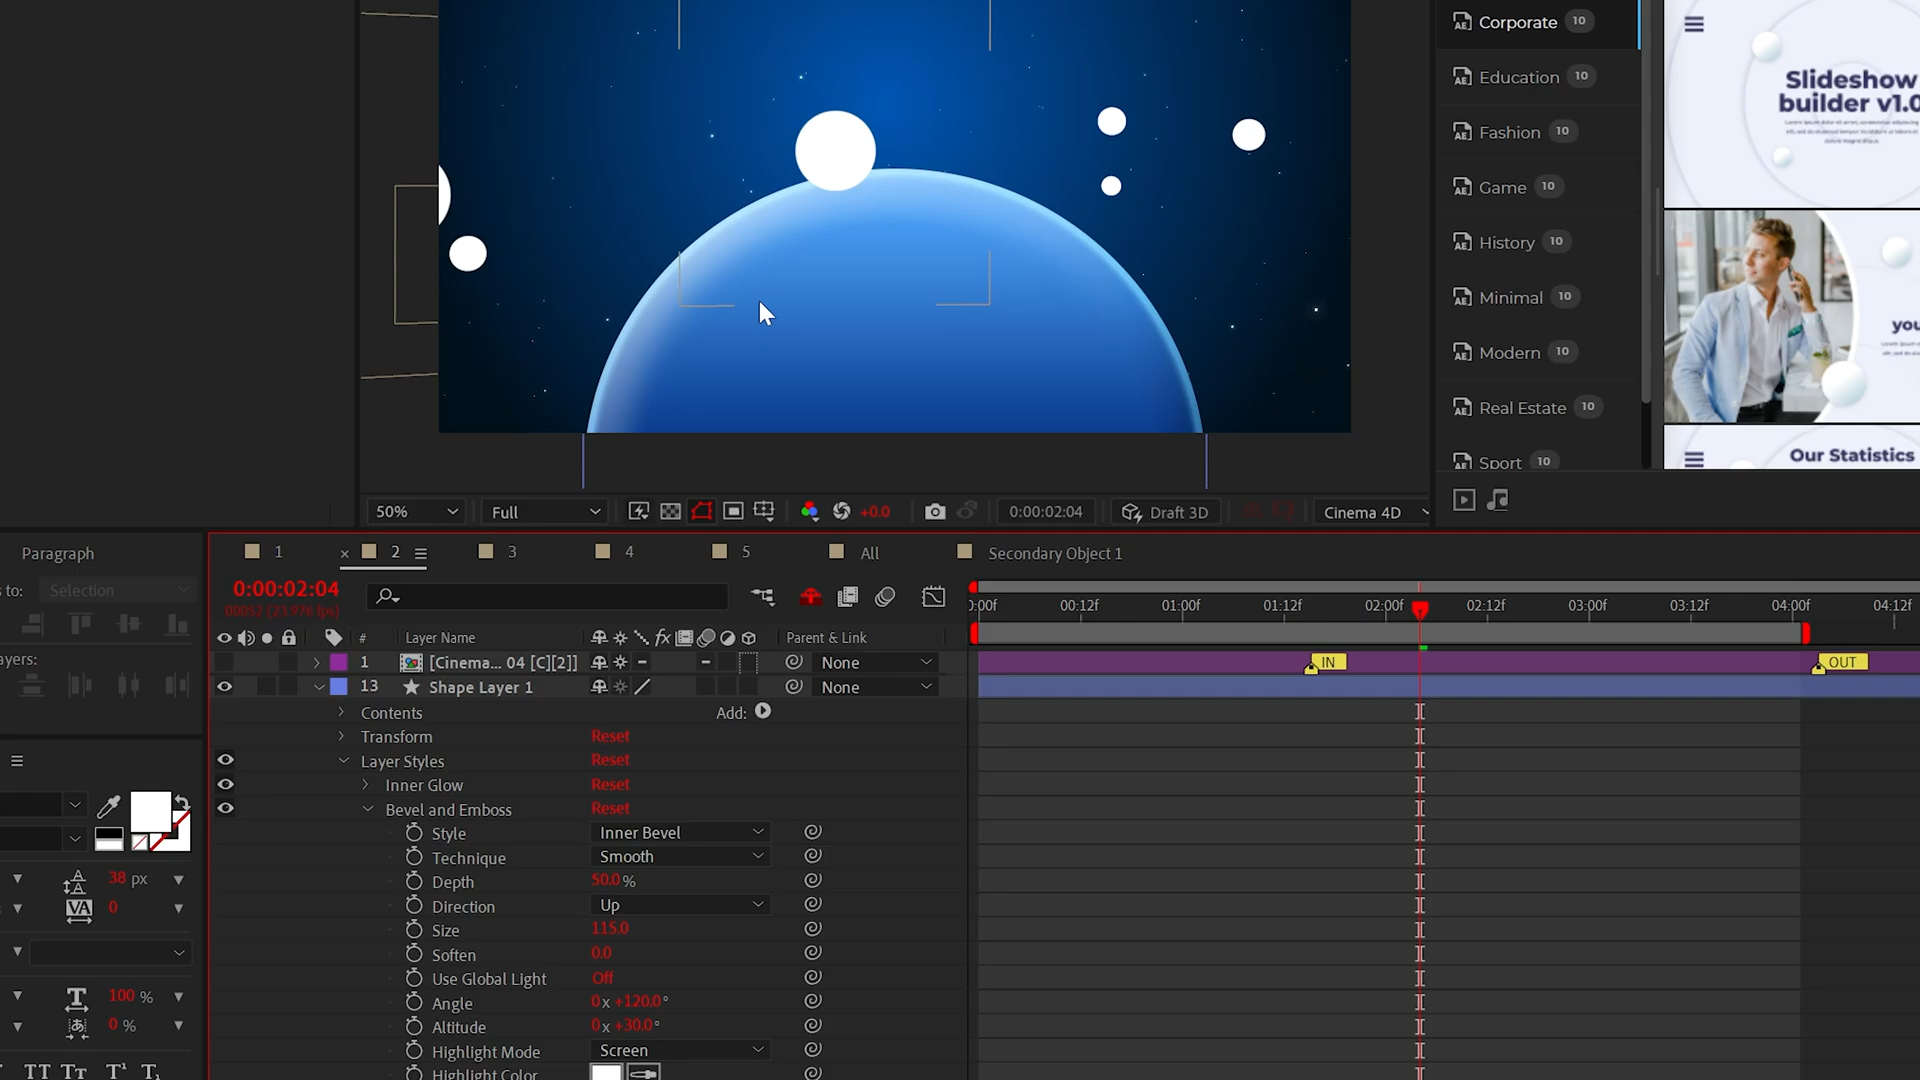 Corporate 10
Education 10
Fashion 10
Game 10
History 10
Minimal 10
Modern 10
Real Estate 10
Sport 10
Slideshow
builder v1.0
you
Our Statistics
50%
Full
+0.0
0:00:02:04
Draft 3D
Cinema 4D
Paragraph
s to:
Selection
ayers:
38 px
VA
0
100 %
0 %
TT Tt T¹ T₁
1
× 2
3
4
5
All
Secondary Object 1
0:00:02:04
00052 (23.976 fps)
):00f 00:12f 01:00f 01:12f 02:00f 02:12f 03:00f 03:12f 04:00f 04:12f
# Layer Name fx Parent & Link
1 [Cinema... 04 [C][2]] None IN OUT
13 Shape Layer 1 None
Contents Add:
Transform Reset
Layer Styles Reset
Inner Glow Reset
Bevel and Emboss Reset
Style Inner Bevel
Technique Smooth
Depth 50.0 %
Direction Up
Size 115.0
Soften 0.0
Use Global Light Off
Angle 0 x +120.0 °
Altitude 0 x +30.0 °
Highlight Mode Screen
Highlight Color